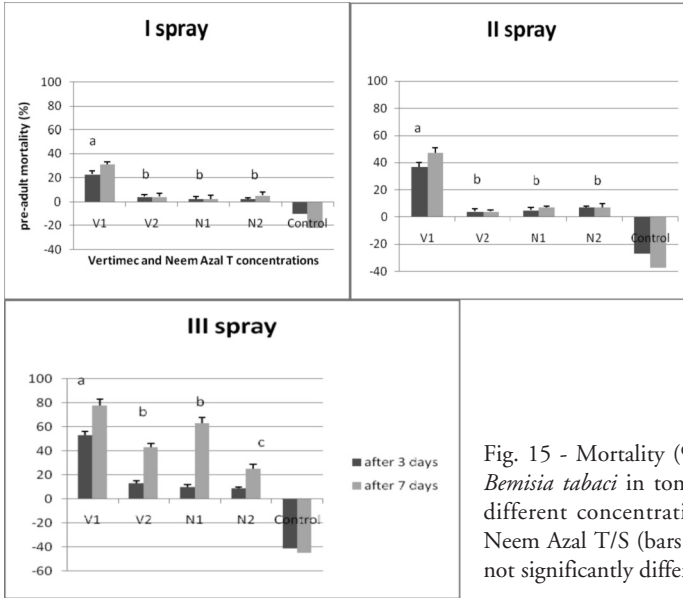 I spray
pre-adult mortality (%)
100
80
60
40
20
0
-20
-40
a
b
b
b
V1
V2
N1
N2
Control
Vertimec and Neem Azal T concentrations
II spray
100
80
60
40
20
0
-20
-40
a
b
b
b
V1
V2
N1
N2
Control
III spray
100
80
60
40
20
0
-20
-40
-60
a
b
b
c
V1
V2
N1
N2
Control
after 3 days
after 7 days
Fig. 15 - Mortality
Bemisia tabaci in
different
Neem Azal T/S (bars
not significantly